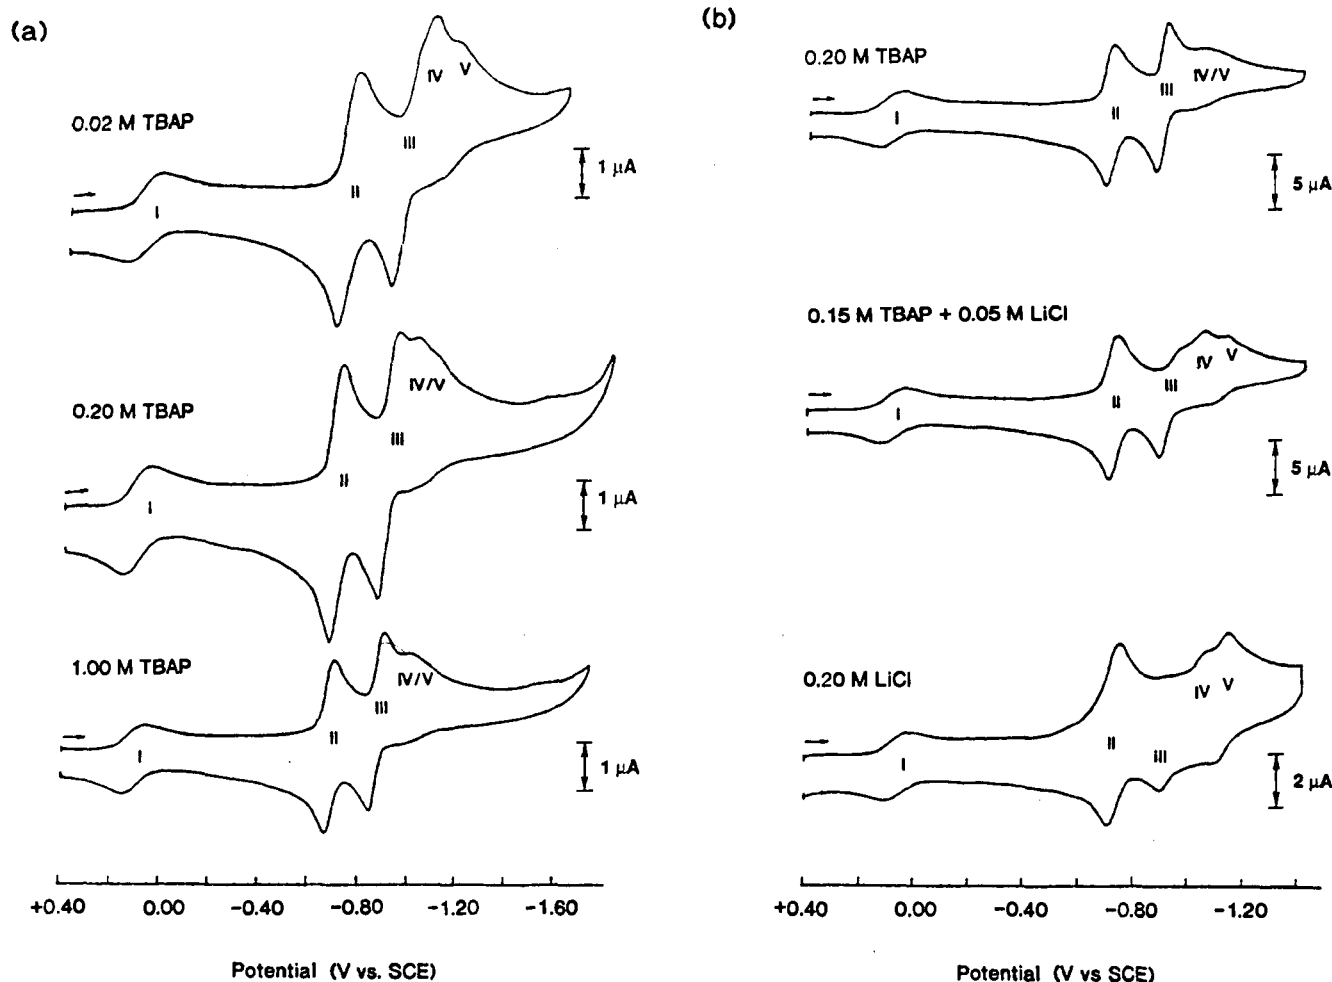 (a)
0.02 M TBAP
I
II
III
IV
V
1 μA
0.20 M TBAP
I
II
III
IV/V
1 μA
1.00 M TBAP
I
II
III
IV/V
1 μA
+0.40 0.00 -0.40 -0.80 -1.20 -1.60
Potential (V vs. SCE)
(b)
0.20 TBAP
I
II
III
IV/V
5 μA
0.15 M TBAP + 0.05 M LiCl
I
II
III
IV
V
5 μA
0.20 M LiCl
I
II
III
IV
V
2 μA
+0.40 0.00 -0.40 -0.80 -1.20
Potential (V vs SCE)